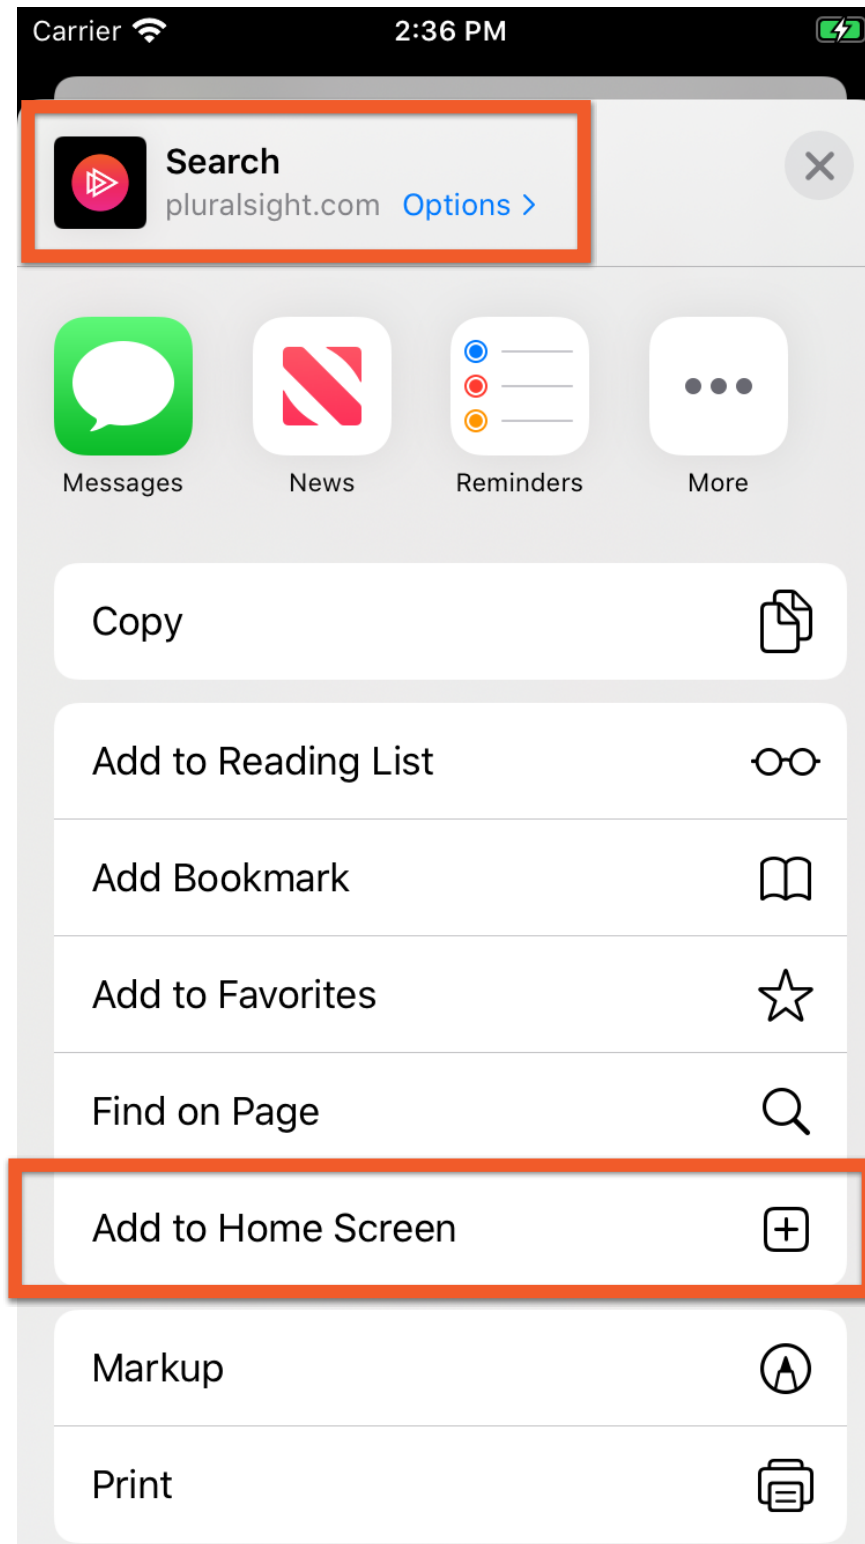 Carrier 2:36 PM
Search
pluralsight.com Options >
Messages News Reminders More
Copy
Add to Reading List
Add Bookmark
Add to Favorites
Find on Page
Add to Home Screen
Markup
Print